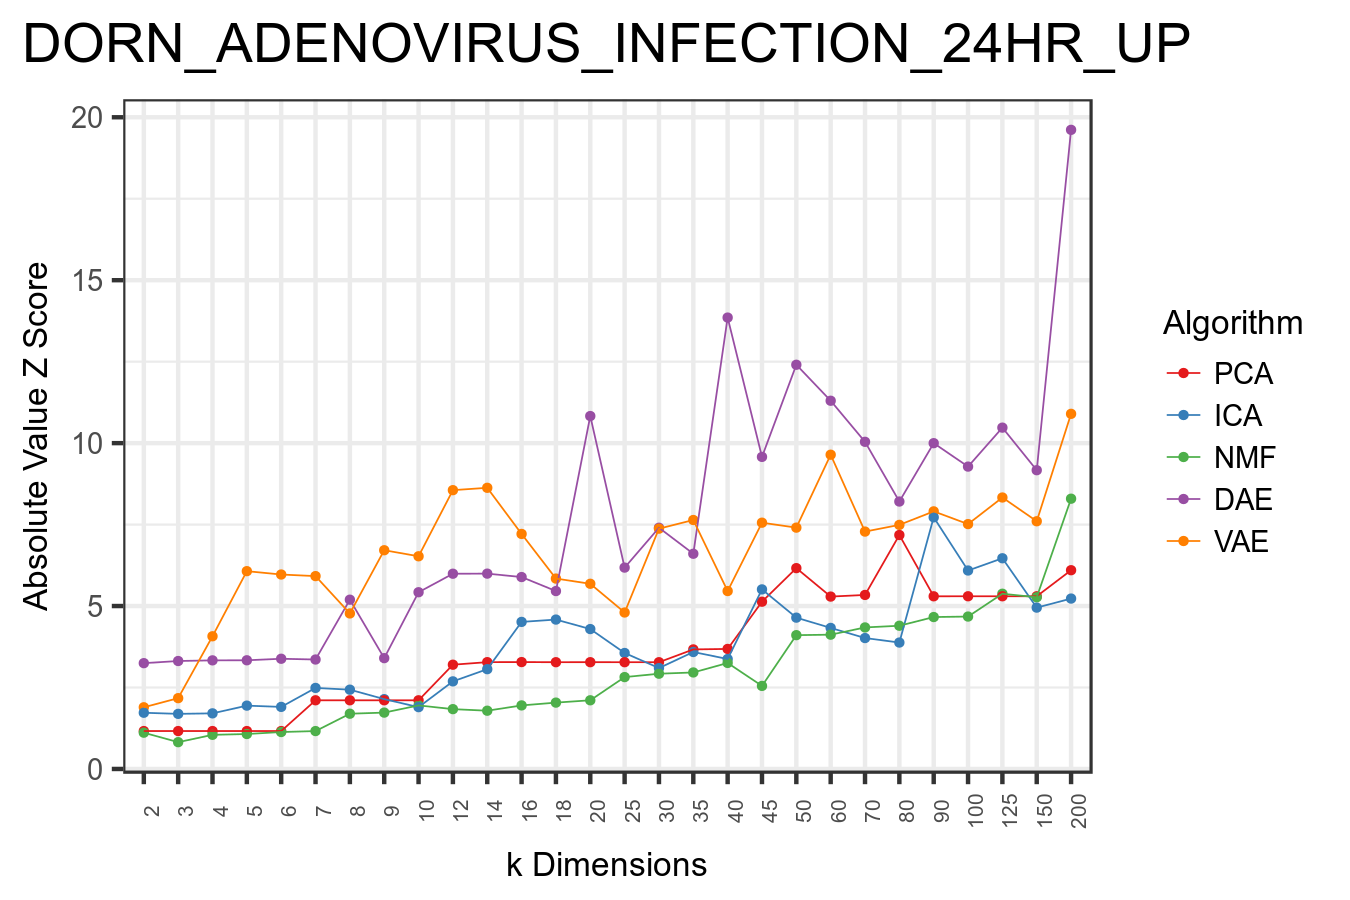 DORN_ADENOVIRUS_INFECTION_24HR_UP
Absolute Value Z Score
20
15
10
5
0
2 3 4 5 6 7 8 9 10 12 14 16 18 20 25 30 35 40 45 50 60 70 80 90 100 125 150 200
k Dimensions
Algorithm
PCA
ICA
NMF
DAE
VAE